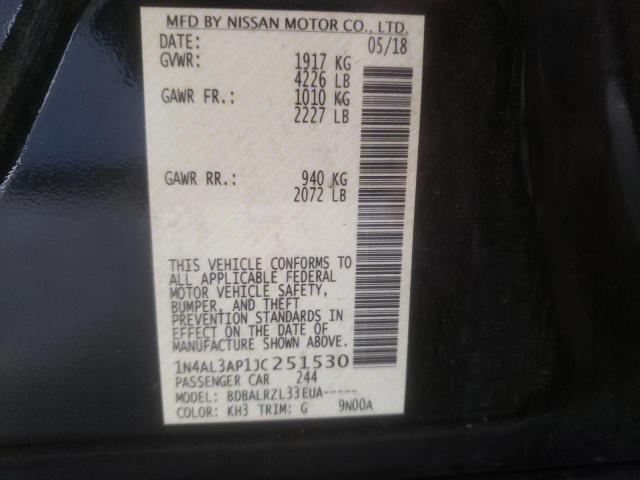 MFD BY NISSAN MOTOR CO., LTD.
DATE: 05/18
GVWR: 1917 KG
4226 LB
GAWR FR.: 1010 KG
2227 LB
GAWR RR.: 940 KG
2072 LB
THIS VEHICLE CONFORMS TO
ALL APPLICABLE FEDERAL
MOTOR VEHICLE SAFETY,
BUMPER, AND THEFT
PREVENTION STANDARDS IN
EFFECT ON THE DATE OF
MANUFACTURE SHOWN ABOVE.
1N4AL3AP1JC251530
PASSENGER CAR 244
MODEL: BDBALRZL33EUA-----
COLOR: KH3 TRIM: G 9N00A